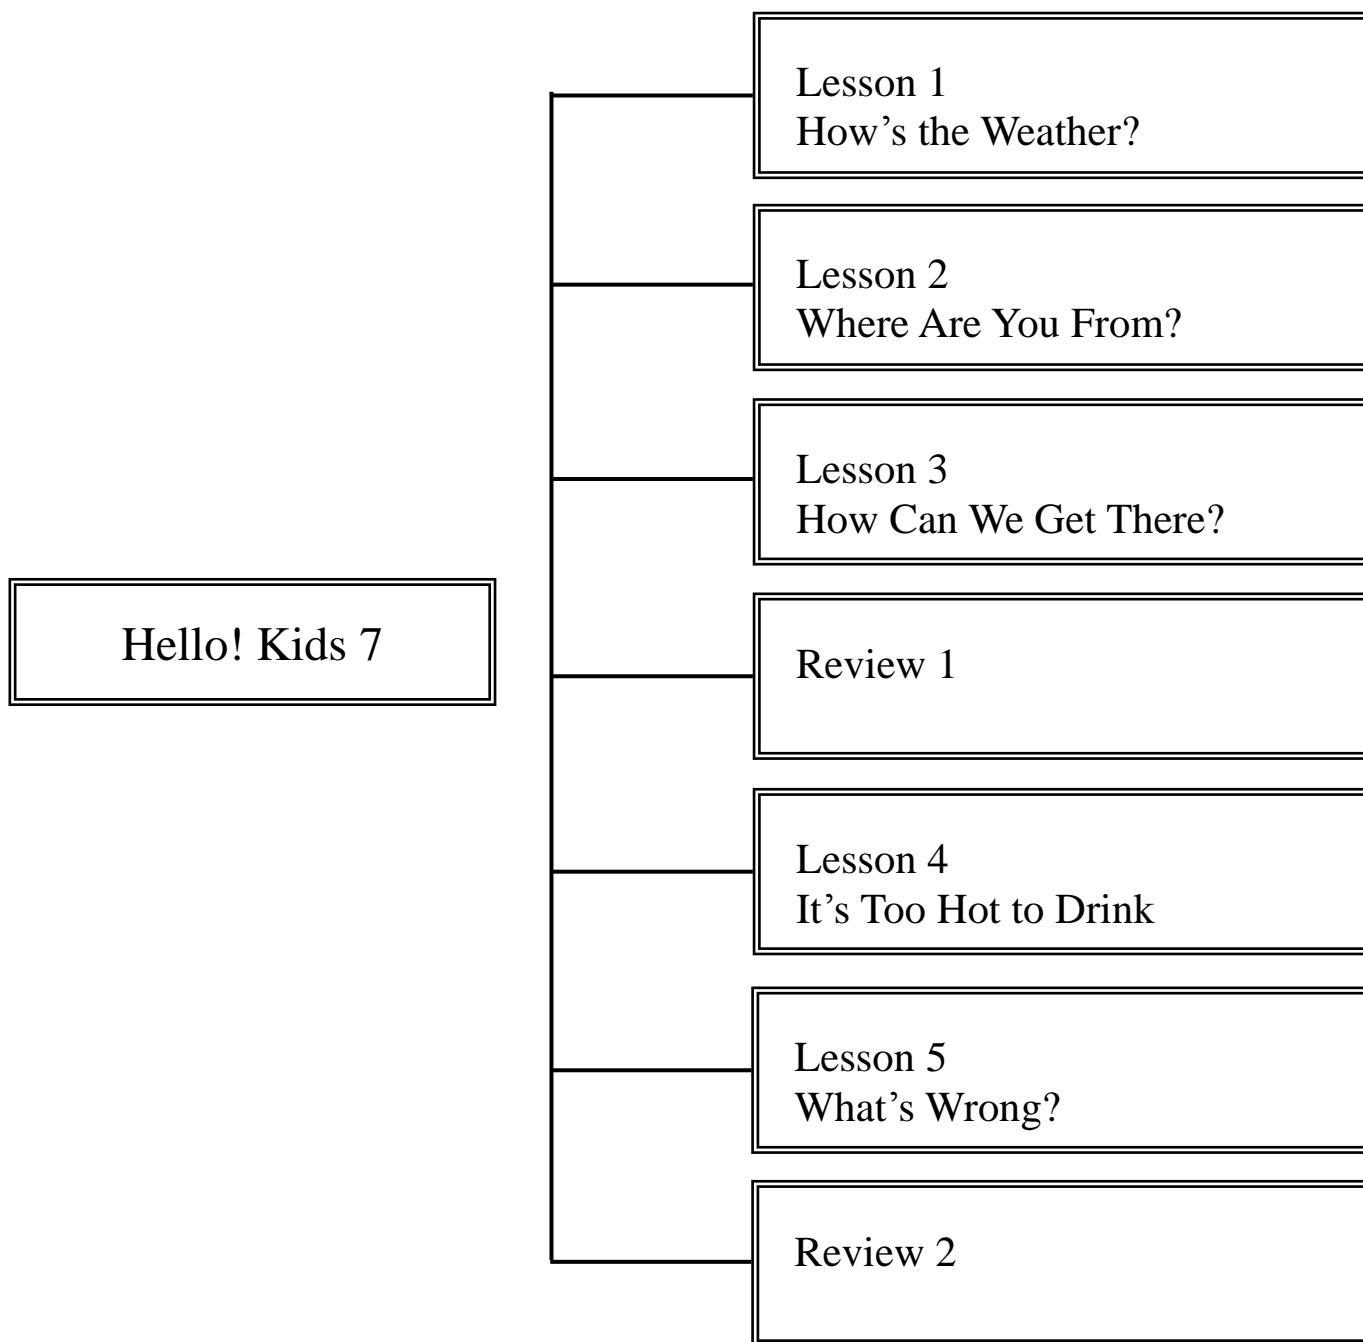 Hello! Kids 7
Lesson 1
How’s the Weather?
Lesson 2
Where Are You From?
Lesson 3
How Can We Get There?
Review 1
Lesson 4
It’s Too Hot to Drink
Lesson 5
What’s Wrong?
Review 2